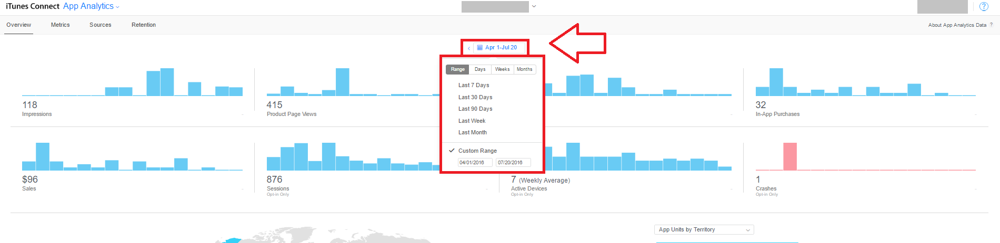 iTunes Connect App Analytics
?
Overview Metrics Sources Retention
About App Analytics Data ?
Apr 1-Jul 20
Range Days Weeks Months
Last 7 Days
Last 30 Days
Last 90 Days
Last Week
Last Month
Custom Range
04/01/2016 07/20/2016
118
Impressions
-
415
Product Page Views
-
32
In-App Purchases
-
$96
Sales
-
876
Sessions
Opt-in Only
-
7 (Weekly Average)
Active Devices
Opt-in Only
-
1
Crashes
Opt-in Only
-
App Units by Territory